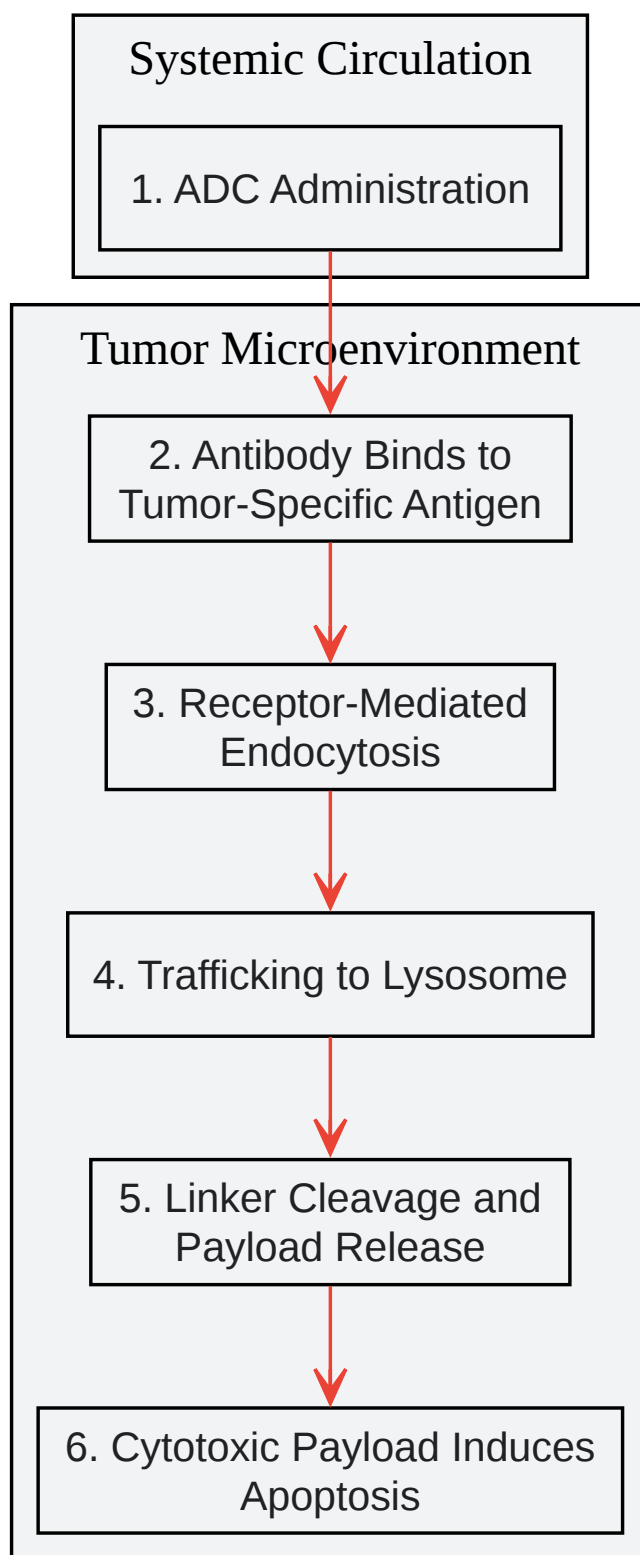 Systemic Circulation
1. ADC Administration
Tumor Microenvironment
2. Antibody Binds to
Tumor-Specific Antigen
3. Receptor-Mediated
Endocytosis
4. Trafficking to Lysosome
5. Linker Cleavage and
Payload Release
6. Cytotoxic Payload Induces
Apoptosis